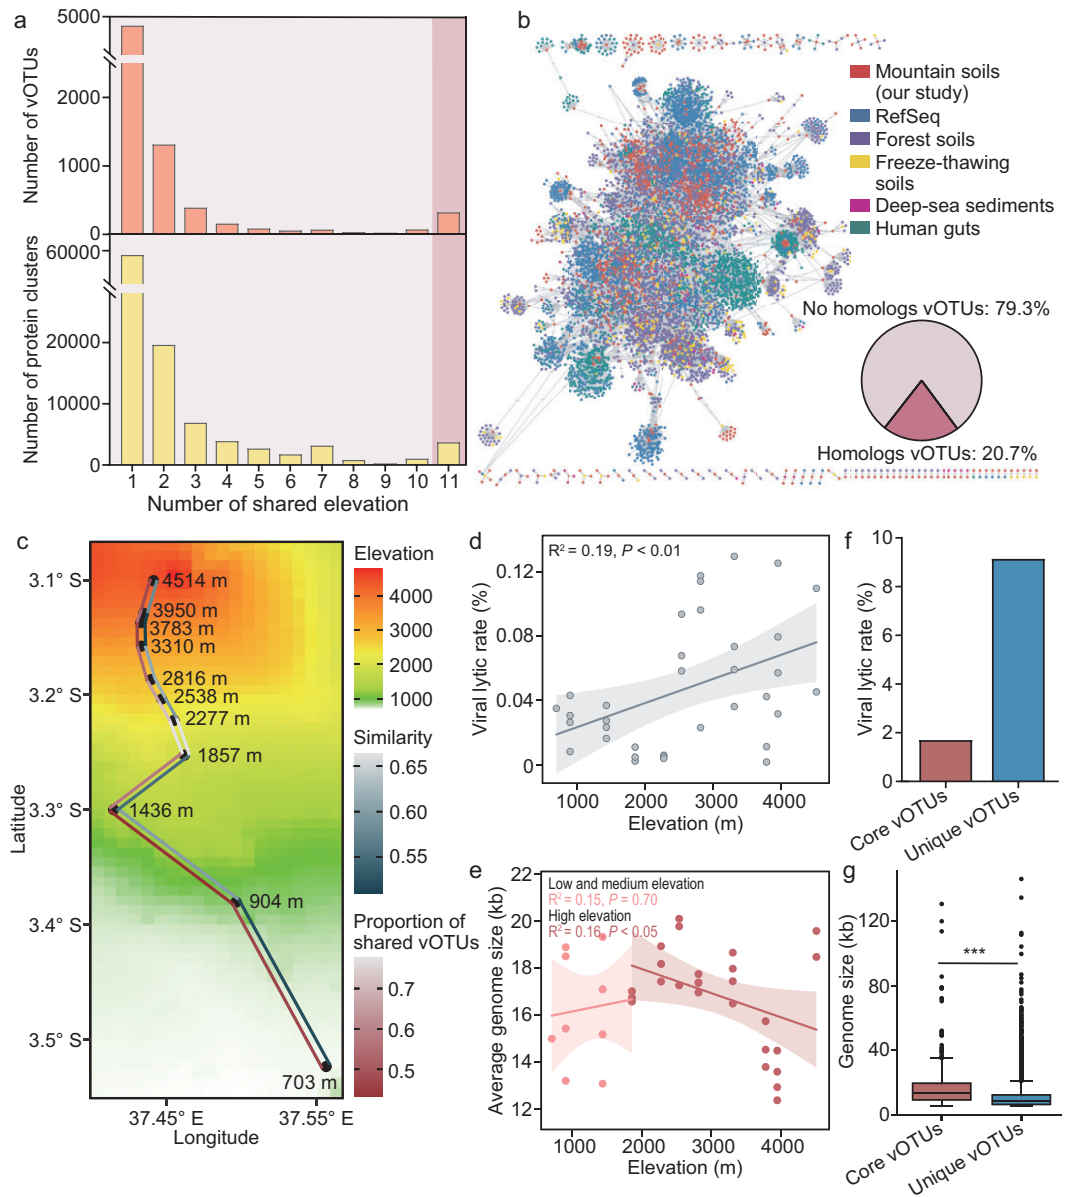 a
5000
2000
1000
0
Number of vOTUs
60000
20000
10000
0
Number of protein clusters
1 2 3 4 5 6 7 8 9 10 11
Number of shared elevation
b
Mountain soils
(our study)
RefSeq
Forest soils
Freeze-thawing
soils
Deep-sea sediments
Human guts
No homologs vOTUs: 79.3%
Homologs vOTUs: 20.7%
c
3.1° S
3.2° S
3.3° S
3.4° S
3.5° S
Latitude
4514 m
3950 m
3783 m
3310 m
2816 m
2538 m
2277 m
1857 m
1436 m
904 m
703 m
37.45° E 37.55° E
Longitude
Elevation
4000
3000
2000
1000
Similarity
0.65
0.60
0.55
Proportion of
shared vOTUs
0.7
0.6
0.5
d
R² = 0.19, P < 0.01
0.12
0.08
0.04
0
Viral lytic rate (%)
1000 2000 3000 4000
Elevation (m)
e
Low and medium elevation
R² = 0.15, P = 0.70
High elevation
R² = 0.16, P < 0.05
22
20
18
16
14
12
Average genome size (kb)
1000 2000 3000 4000
Elevation (m)
f
10
8
6
4
2
0
Viral lytic rate (%)
Core vOTUs
Unique vOTUs
g
120
80
40
0
Genome size (kb)
***
Core vOTUs
Unique vOTUs